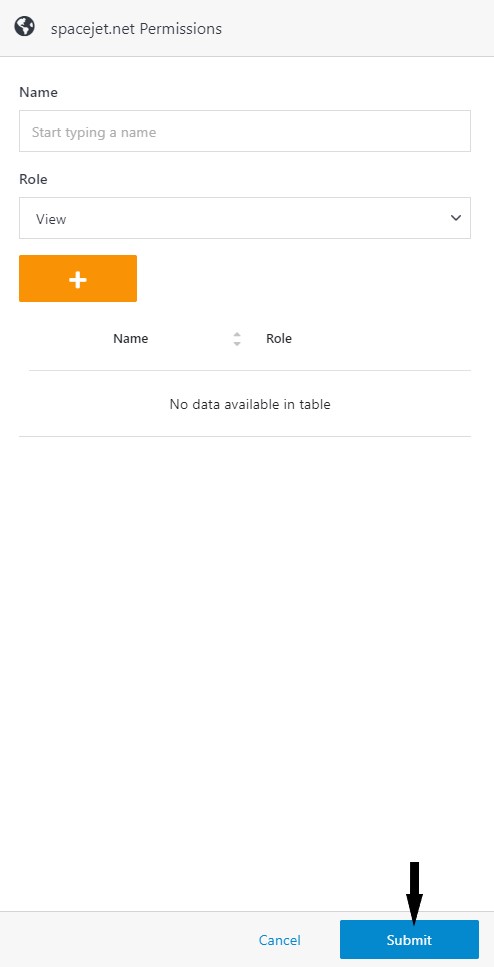 spacejet.net Permissions
Name
Start typing a name
Role
View
Name Role
No data available in table
Cancel Submit